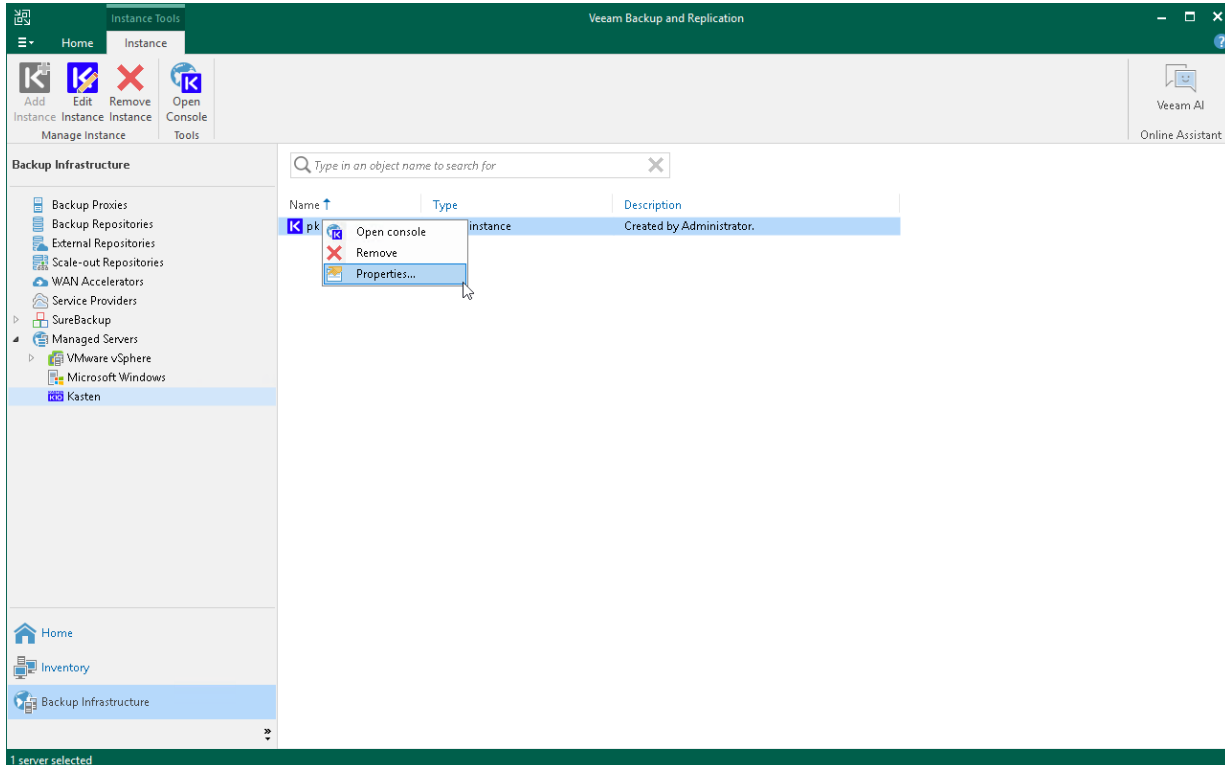 Instance Tools
Veeam Backup and Replication
Home Instance
Add Instance
Edit Instance
Remove Instance
Open Console
Manage Instance
Tools
Veeam AI
Online Assistant
Backup Infrastructure
Type in an object name to search for
Backup Proxies
Backup Repositories
External Repositories
Scale-out Repositories
WAN Accelerators
Service Providers
SureBackup
Managed Servers
VMware vSphere
Microsoft Windows
K10 Kasten
Name Type Description
pk instance Created by Administrator.
Open console
Remove
Properties...
Home
Inventory
Backup Infrastructure
1 server selected